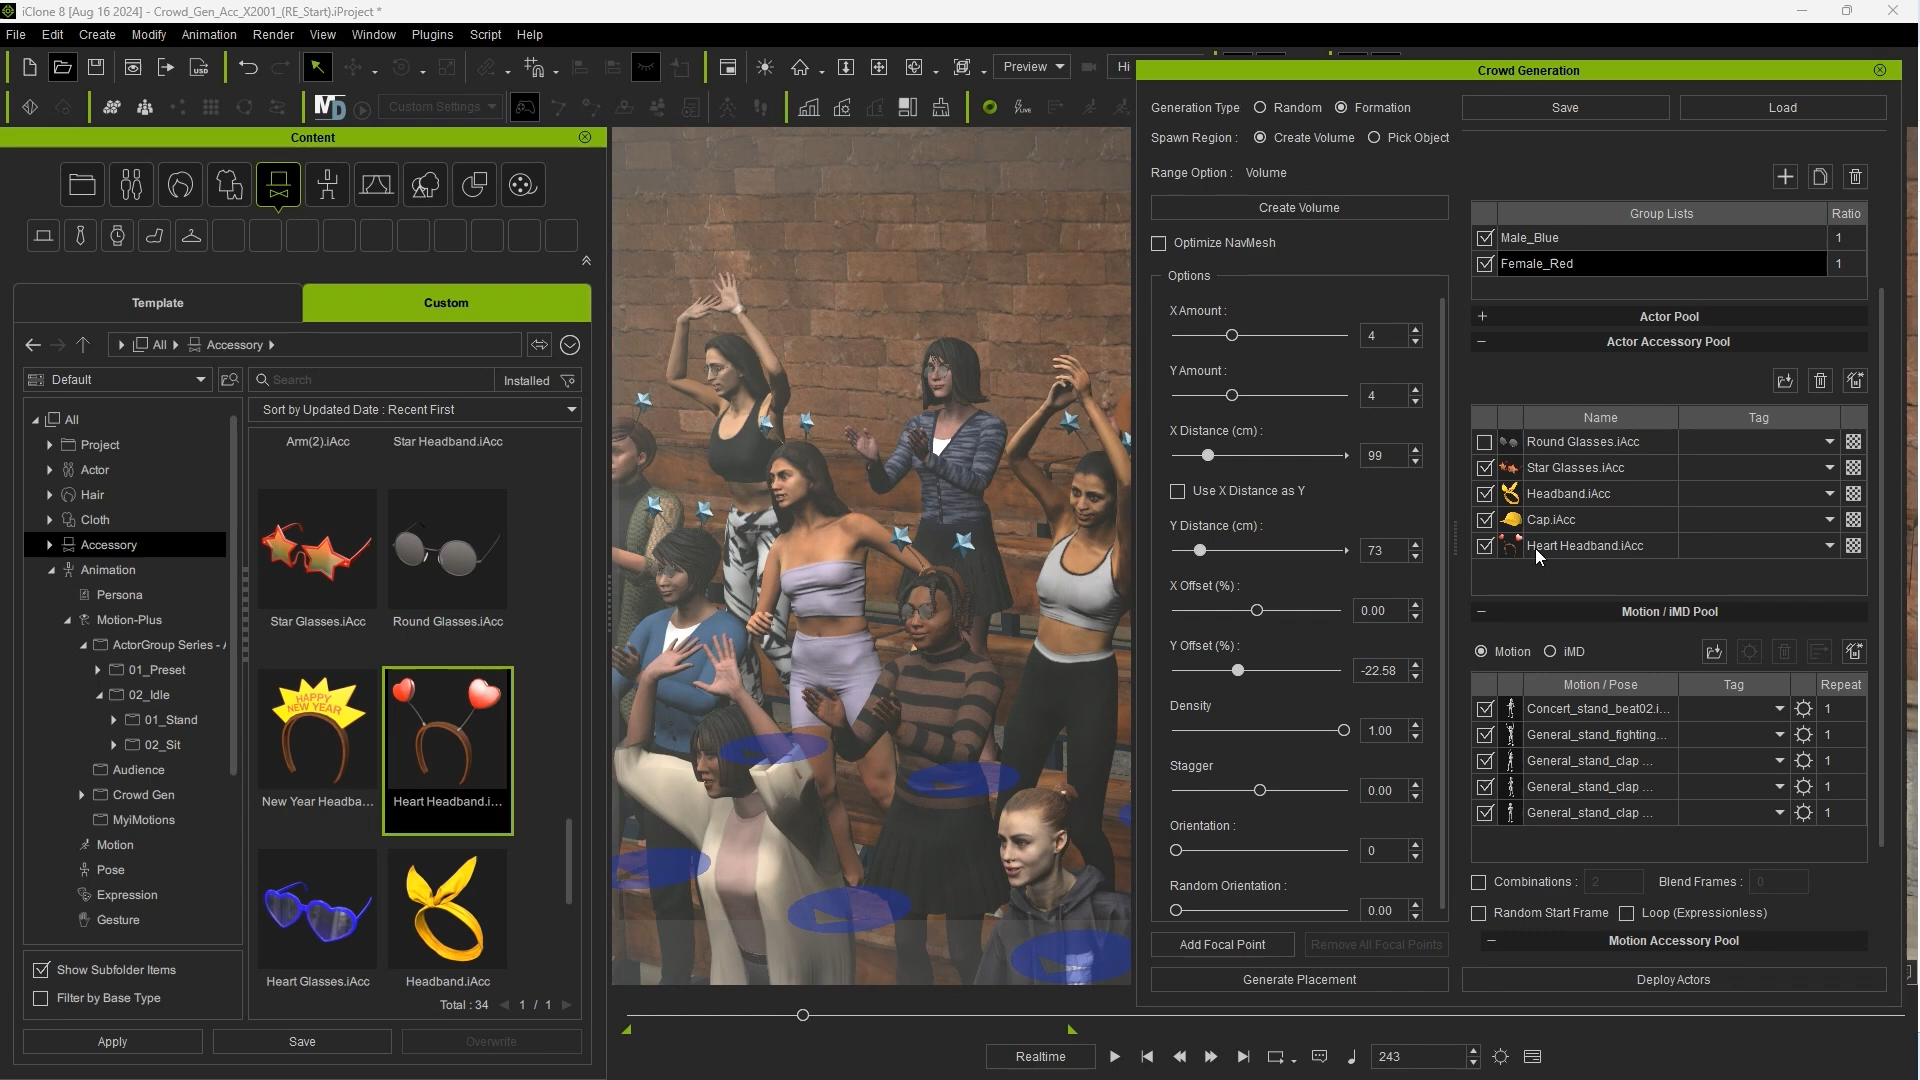 iClone 8 [Aug 16 2024] - Crowd_Gen_Acc_X2001_(RE_Start).iProject *
File Edit Create Modify Animation Render View Window Plugins Script Help
Preview
Hi
Custom Settings
Content
Template
Custom
All
Accessory
Default
Search
Installed
Sort by Updated Date : Recent First
All
Project
Actor
Hair
Cloth
Accessory
Animation
Persona
Motion-Plus
ActorGroup Series -
01_Preset
02_Idle
01_Stand
02_Sit
Audience
Crowd Gen
MyiMotions
Motion
Pose
Expression
Gesture
Arm(2).iAcc
Star Headband.iAcc
Star Glasses.iAcc
Round Glasses.iAcc
HAPPY
NEW YEAR
New Year Headba...
Heart Headband.i...
Heart Glasses.iAcc
Headband.iAcc
Show Subfolder Items
Filter by Base Type
Total : 34
1 / 1
Apply
Save
Overwrite
Crowd Generation
Generation Type
Random
Formation
Spawn Region :
Create Volume
Pick Object
Range Option : Volume
Create Volume
Optimize NavMesh
Options
X Amount :
4
Y Amount :
4
X Distance (cm) :
99
Use X Distance as Y
Y Distance (cm) :
73
X Offset (%) :
0.00
Y Offset (%) :
-22.58
Density
1.00
Stagger
0.00
Orientation :
0
Random Orientation :
0.00
Add Focal Point
Remove All Focal Points
Generate Placement
Save
Load
Group Lists
Ratio
Male_Blue
1
Female_Red
1
Actor Pool
Actor Accessory Pool
Name
Tag
Round Glasses.iAcc
Star Glasses.iAcc
Headband.iAcc
Cap.iAcc
Heart Headband.iAcc
Motion / iMD Pool
Motion
iMD
Motion / Pose
Tag
Repeat
Concert_stand_beat02.i...
1
General_stand_fighting...
1
General_stand_clap ...
1
General_stand_clap ...
1
General_stand_clap ...
1
Combinations :
2
Blend Frames :
0
Random Start Frame
Loop (Expressionless)
Motion Accessory Pool
Deploy Actors
Realtime
243